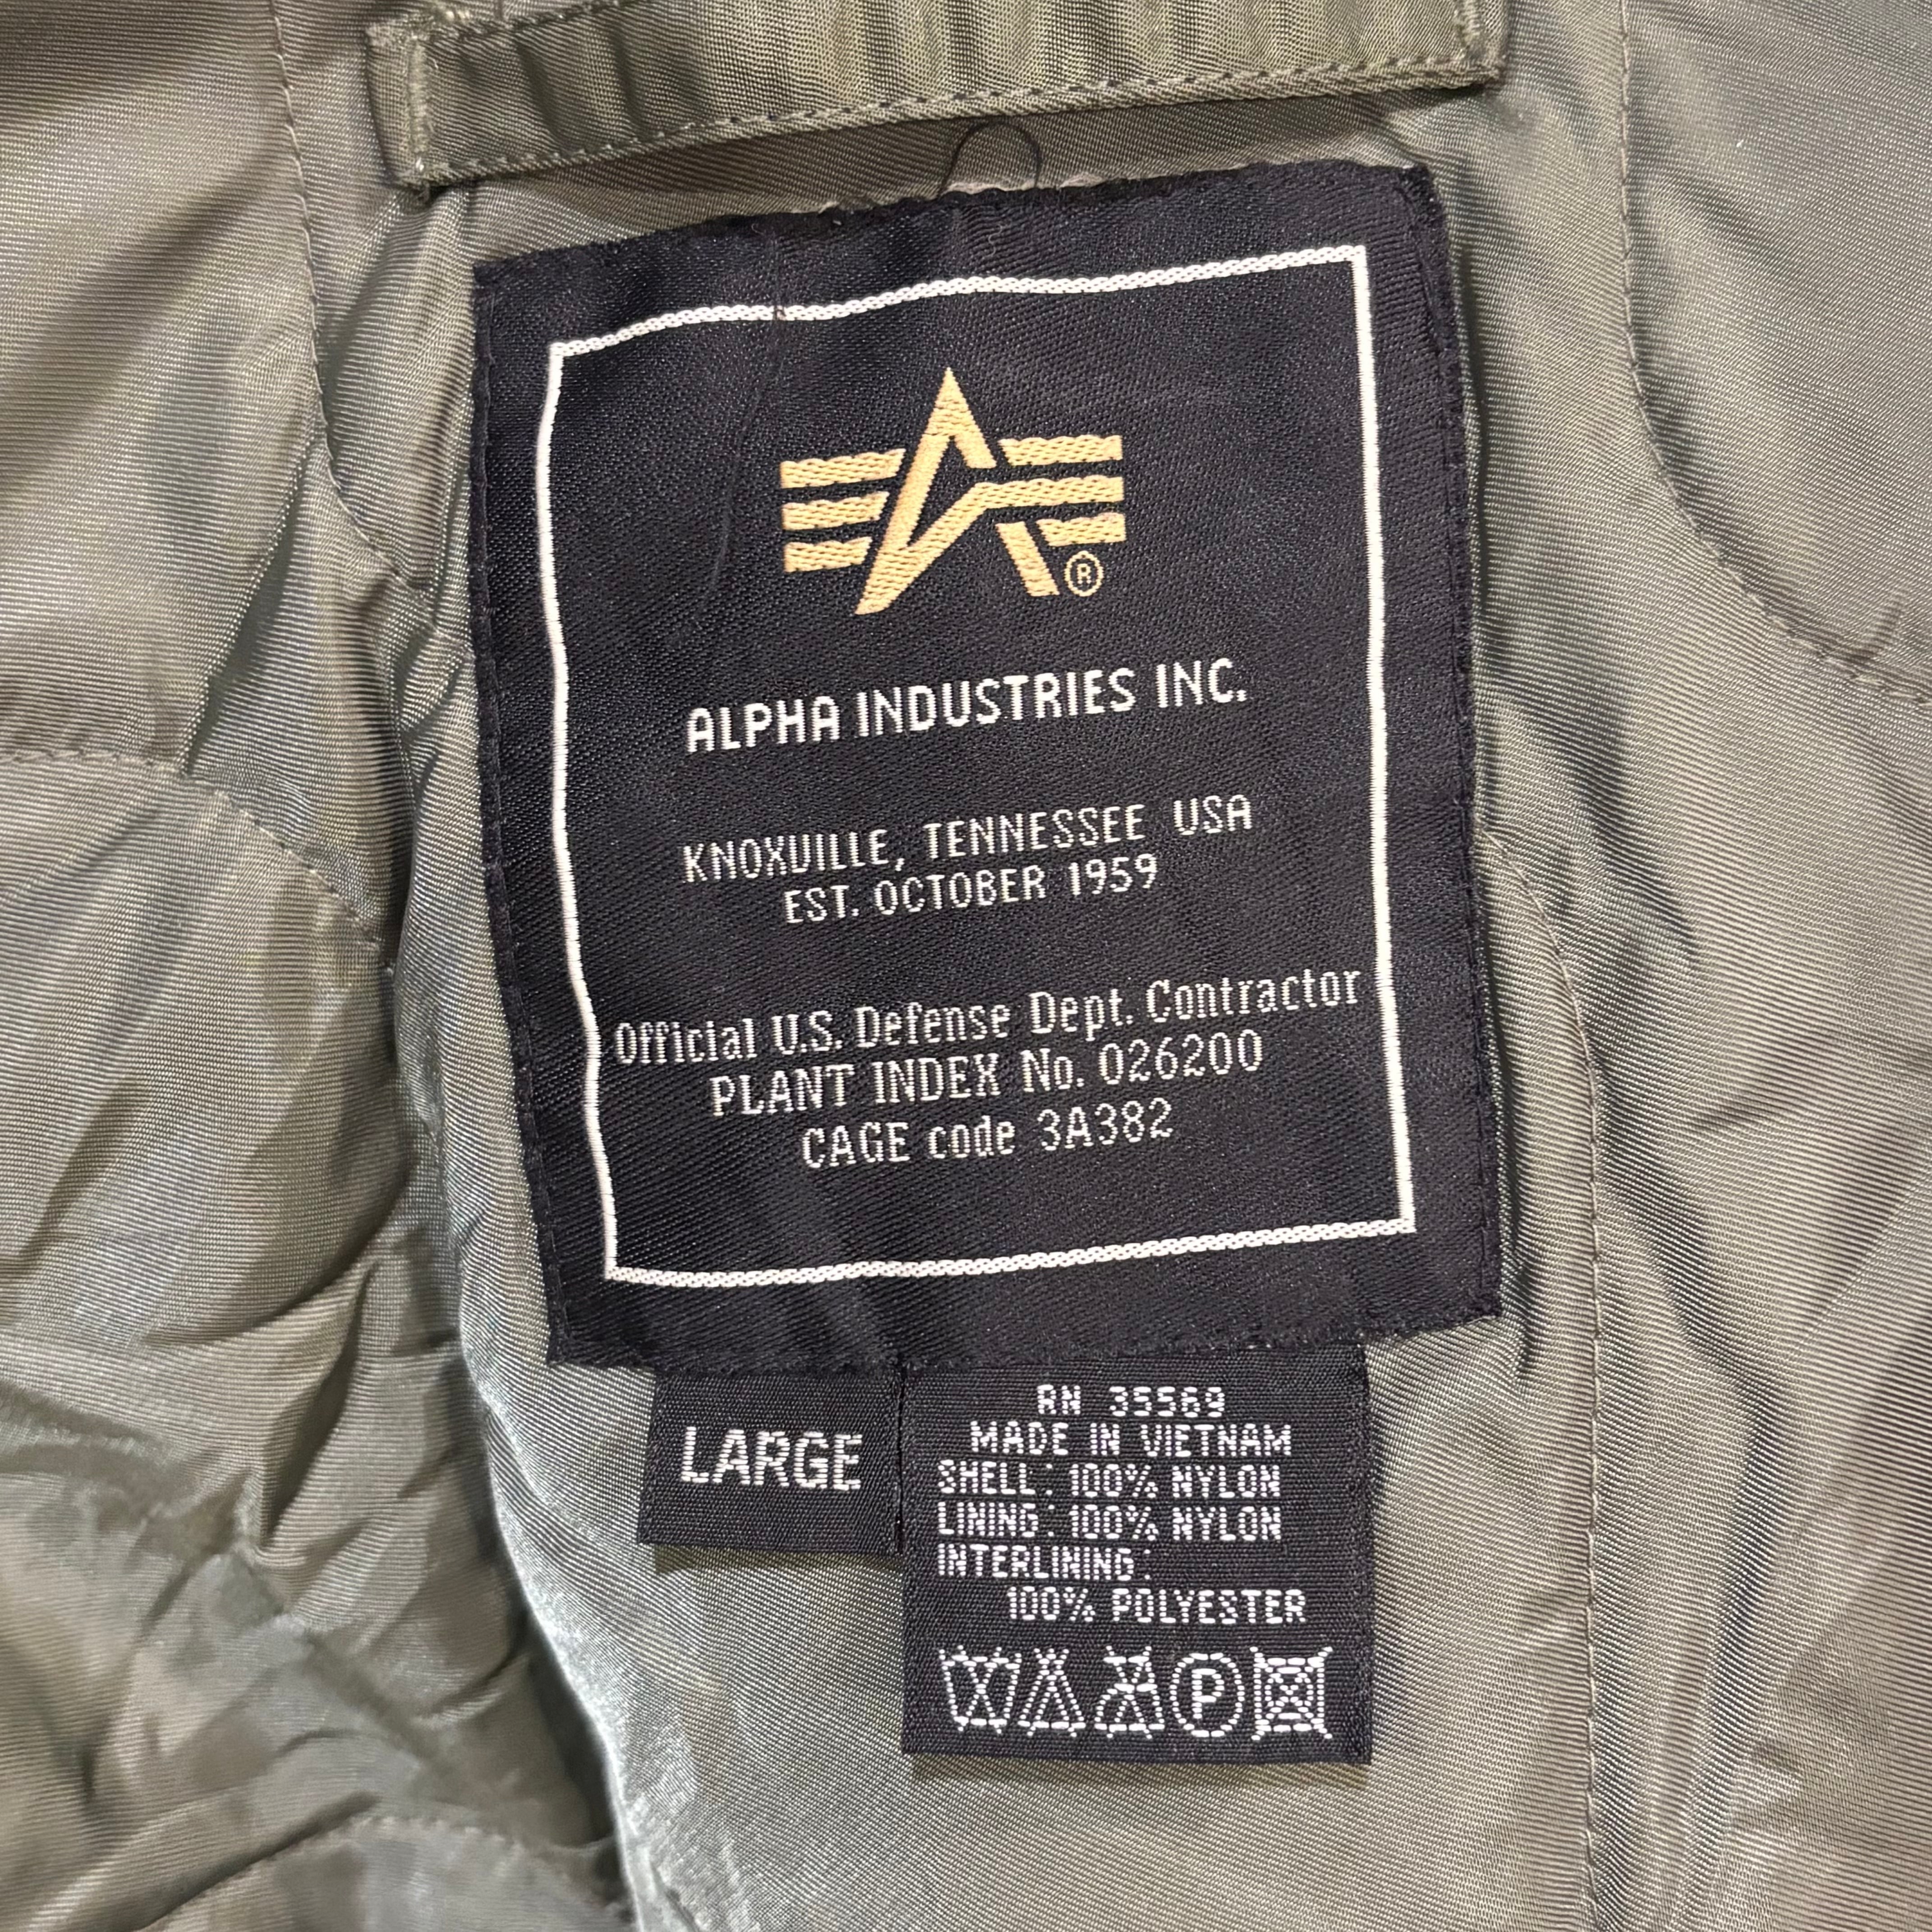 ®
ALPHA INDUSTRIES INC.
KNOXVILLE, TENNESSEE USA
EST. OCTOBER 1959
Official U.S. Defense Dept. Contractor
PLANT INDEX No. 026200
CAGE code 3A382
LARGE
RN 35569
MADE IN VIETNAM
SHELL: 100% NYLON
LINING: 100% NYLON
INTERLINING:
100% POLYESTER
P